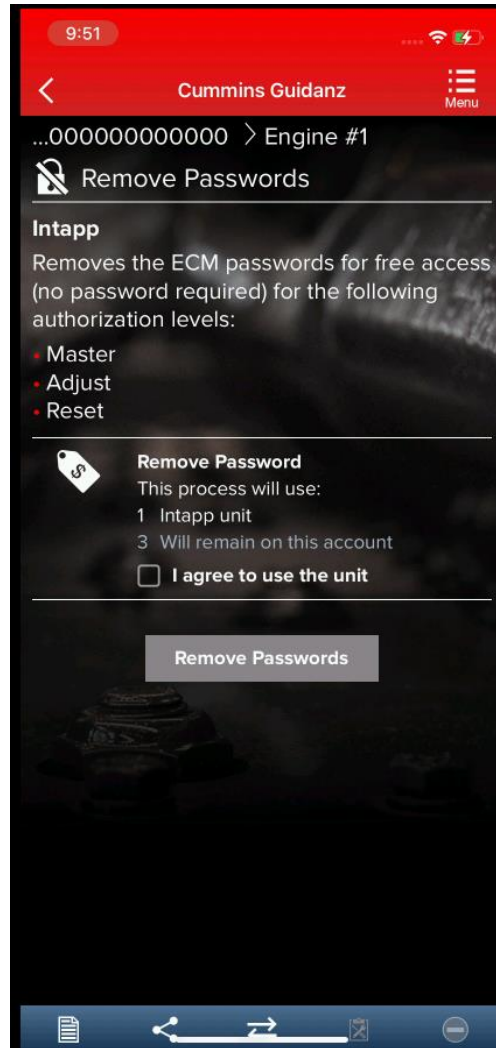 9:51
Cummins Guidanz
Menu
...000000000000 > Engine #1
Remove Passwords
Intapp
Removes the ECM passwords for free access
(no password required) for the following
authorization levels:
• Master
• Adjust
• Reset
$
Remove Password
This process will use:
1 Intapp unit
3 Will remain on this account
I agree to use the unit
Remove Passwords